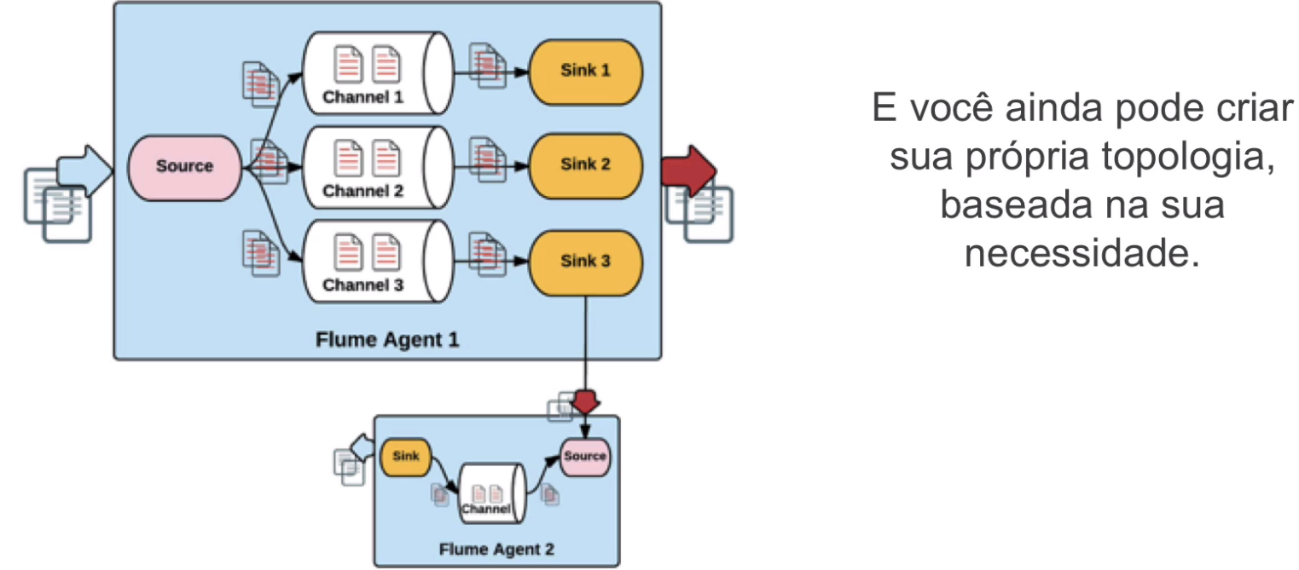 Source
Channel 1
Sink 1
Channel 2
Sink 2
Channel 3
Sink 3
Flume Agent 1
Sink
Channel
Source
Flume Agent 2
E você ainda pode criar
sua própria topologia,
baseada na sua
necessidade.